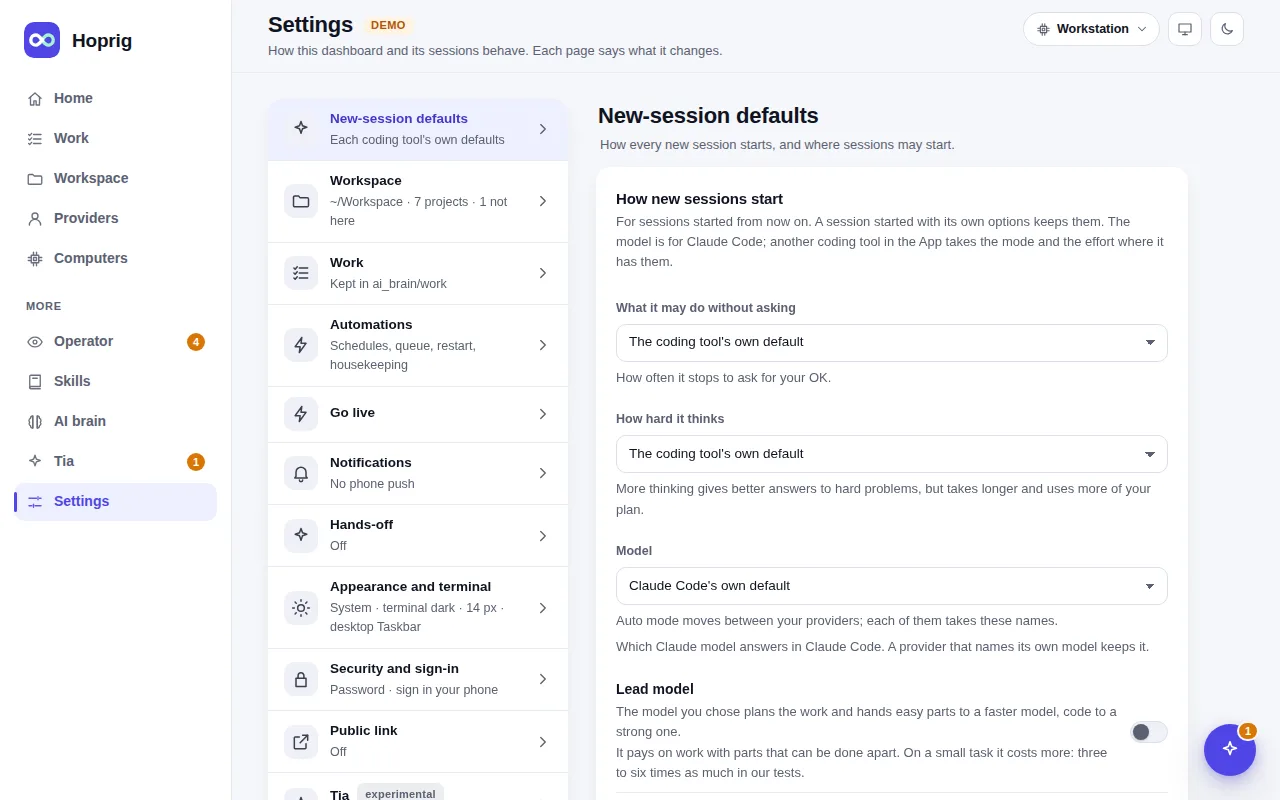 Hoprig
Home
Work
Workspace
Providers
Computers
MORE
Operator 4
Skills
AI brain
Tia 1
Settings
Settings DEMO
How this dashboard and its sessions behave. Each page says what it changes.
Workstation
New-session defaults
Each coding tool's own defaults
Workspace
~/Workspace · 7 projects · 1 not
here
Work
Kept in ai_brain/work
Automations
Schedules, queue, restart,
housekeeping
Go live
Notifications
No phone push
Hands-off
Off
Appearance and terminal
System · terminal dark · 14 px ·
desktop Taskbar
Security and sign-in
Password · sign in your phone
Public link
Off
Tia experimental
New-session defaults
How every new session starts, and where sessions may start.
How new sessions start
For sessions started from now on. A session started with its own options keeps them. The
model is for Claude Code; another coding tool in the App takes the mode and the effort where it
has them.
What it may do without asking
The coding tool's own default
How often it stops to ask for your OK.
How hard it thinks
The coding tool's own default
More thinking gives better answers to hard problems, but takes longer and uses more of your
plan.
Model
Claude Code's own default
Auto mode moves between your providers; each of them takes these names.
Which Claude model answers in Claude Code. A provider that names its own model keeps it.
Lead model
The model you chose plans the work and hands easy parts to a faster model, code to a
strong one.
It pays on work with parts that can be done apart. On a small task it costs more: three
to six times as much in our tests.
1